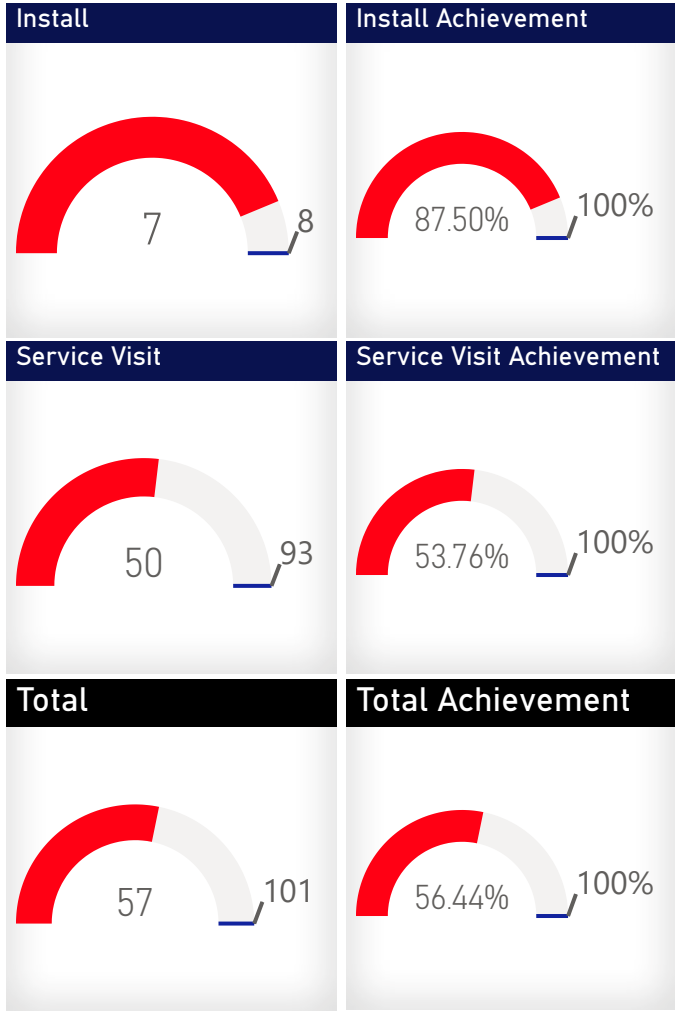 Install
7
8
Install Achievement
87.50%
100%
Service Visit
50
93
Service Visit Achievement
53.76%
100%
Total
57
101
Total Achievement
56.44%
100%